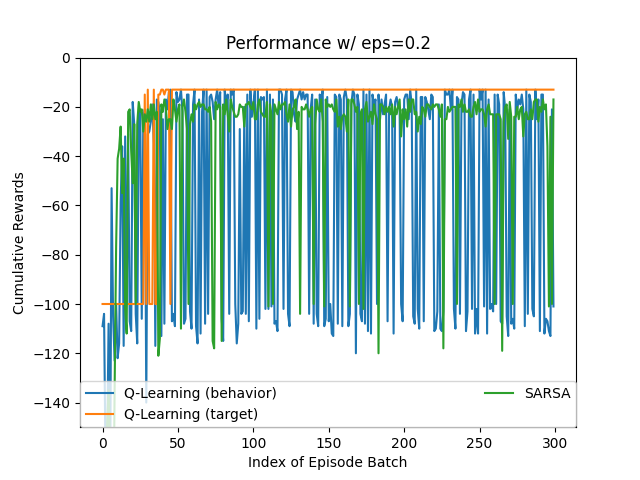 Performance w/ eps=0.2
Cumulative Rewards
0
−20
−40
−60
−80
−100
−120
−140
Q-Learning (behavior)
Q-Learning (target)
SARSA
0 50 100 150 200 250 300
Index of Episode Batch